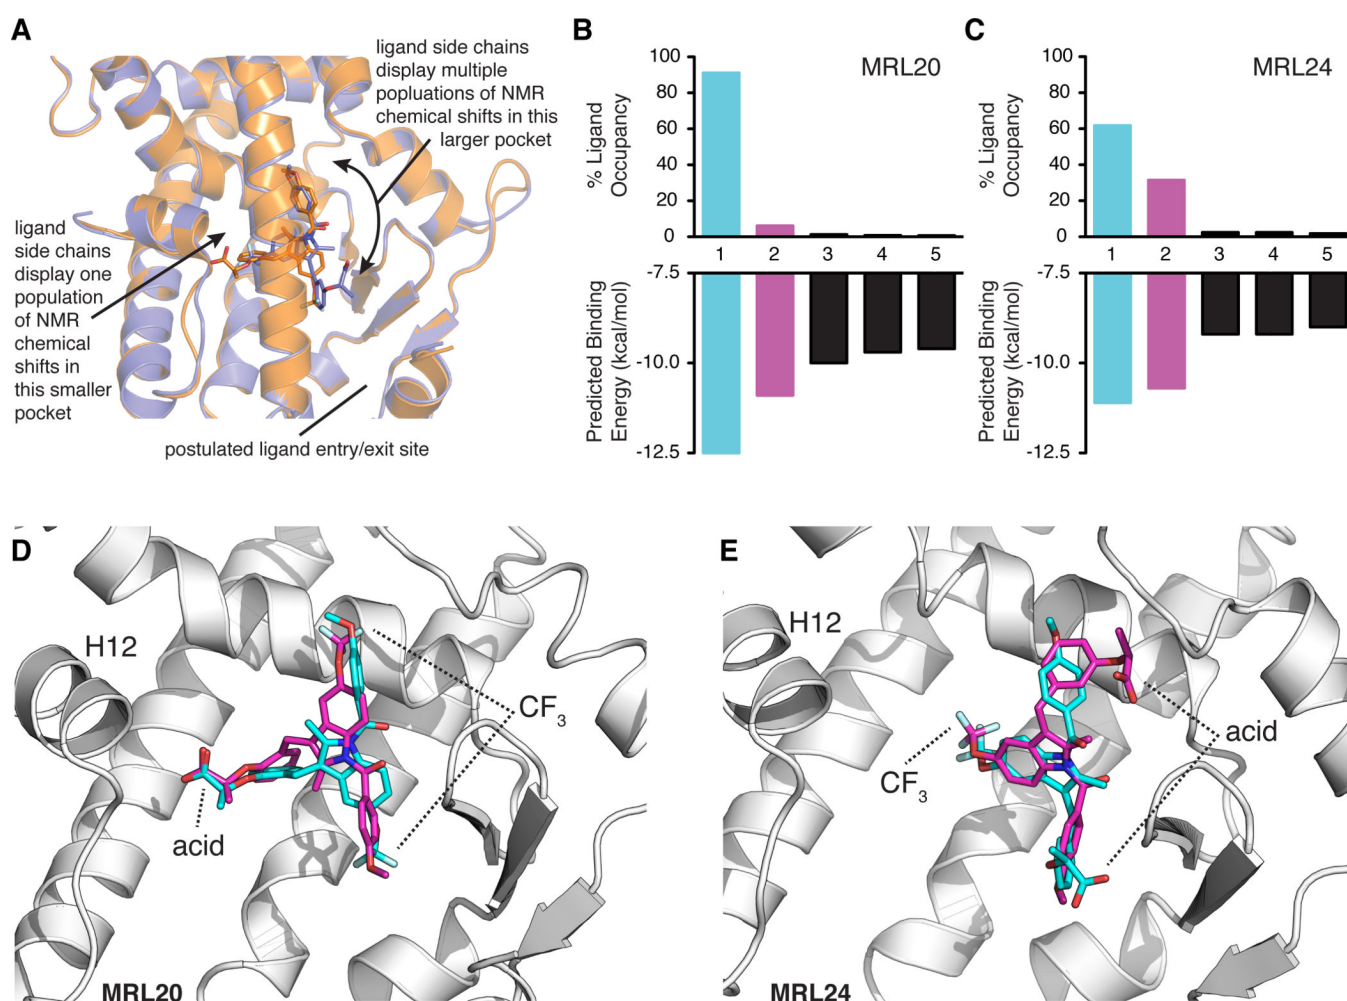 A
ligand side chains
display multiple
popluations of NMR
chemical shifts in this
larger pocket
ligand
side chains
display one
population
of NMR
chemical
shifts in
this smaller
pocket
postulated ligand entry/exit site
B
MRL20
% Ligand
Occupancy
100
80
60
40
20
0
1 2 3 4 5
Predicted Binding
Energy (kcal/mol)
-7.5
-10.0
-12.5
C
MRL24
% Ligand
Occupancy
100
80
60
40
20
0
1 2 3 4 5
Predicted Binding
Energy (kcal/mol)
-7.5
-10.0
-12.5
D
H12
CF3
acid
MRL20
E
H12
CF3
acid
MRL24